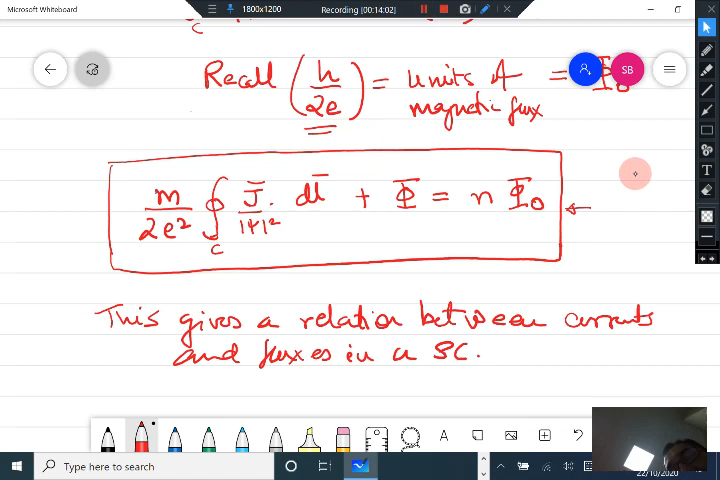 Microsoft Whiteboard
1800x1200
Recording [00:14:02]
C
Recall (h/2e) = units of = Φ0
magnetic flux
SB
m/2e² ∮ J̄/|ψ|² · dl̄ + Φ = n Φ0 ←
C
This gives a relation between currents
and fluxes in a SC.
Type here to search
22/10/2020